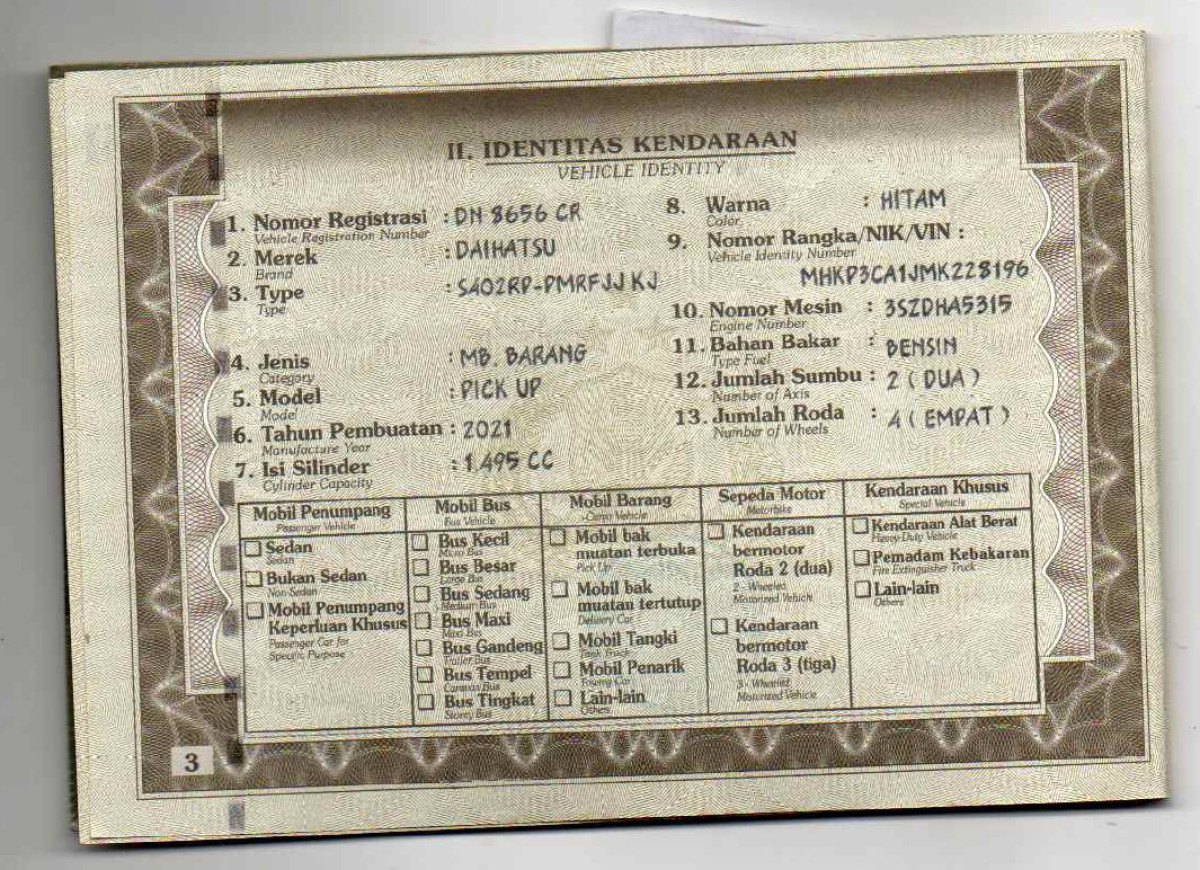 II. IDENTITAS KENDARAAN
VEHICLE IDENTITY
1. Nomor Registrasi : DN 8656 CR
Vehicle Registration Number
2. Merek : DAIHATSU
Brand
3. Type : S402RP-PMRFJJ KJ
Type
4. Jenis : MB. BARANG
Category
5. Model : PICK UP
Model
6. Tahun Pembuatan : 2021
Manufacture Year
7. Isi Silinder : 1.495 CC
Cylinder Capacity
8. Warna : HITAM
Color
9. Nomor Rangka/NIK/VIN :
Vehicle Identity Number
MHKP3CA1JMK228196
10. Nomor Mesin : 3SZDHA5315
Engine Number
11. Bahan Bakar : BENSIN
Type Fuel
12. Jumlah Sumbu : 2 ( DUA )
Number of Axis
13. Jumlah Roda : 4 ( EMPAT )
Number of Wheels
Mobil Penumpang
Passenger Vehicle
Sedan
Sedan
Bukan Sedan
Non Sedan
Mobil Penumpang
Keperluan Khusus
Passenger Car for
Specific Purpose
Mobil Bus
Bus Vehicle
Bus Kecil
Micro Bus
Bus Besar
Large Bus
Bus Sedang
Medium Bus
Bus Maxi
Maxi Bus
Bus Gandeng
Trailer Bus
Bus Tempel
Caravan Bus
Bus Tingkat
Storey Bus
Mobil Barang
Vehicle
Mobil bak
muatan terbuka
Pick Up
Mobil bak
muatan tertutup
Delivery Car
Mobil Tangki
Tank Truck
Mobil Penarik
Towing Car
Lain-lain
Others
Sepeda Motor
Motorbike
Kendaraan
bermotor
Roda 2 (dua)
2 - Wheeled
Motorized Vehicle
Kendaraan
bermotor
Roda 3 (tiga)
3 - Wheeled
Motorized Vehicle
Kendaraan Khusus
Special Vehicle
Kendaraan Alat Berat
Heavy-Duty Vehicle
Pemadam Kebakaran
Fire Extinguisher Truck
Lain-lain
Others
3